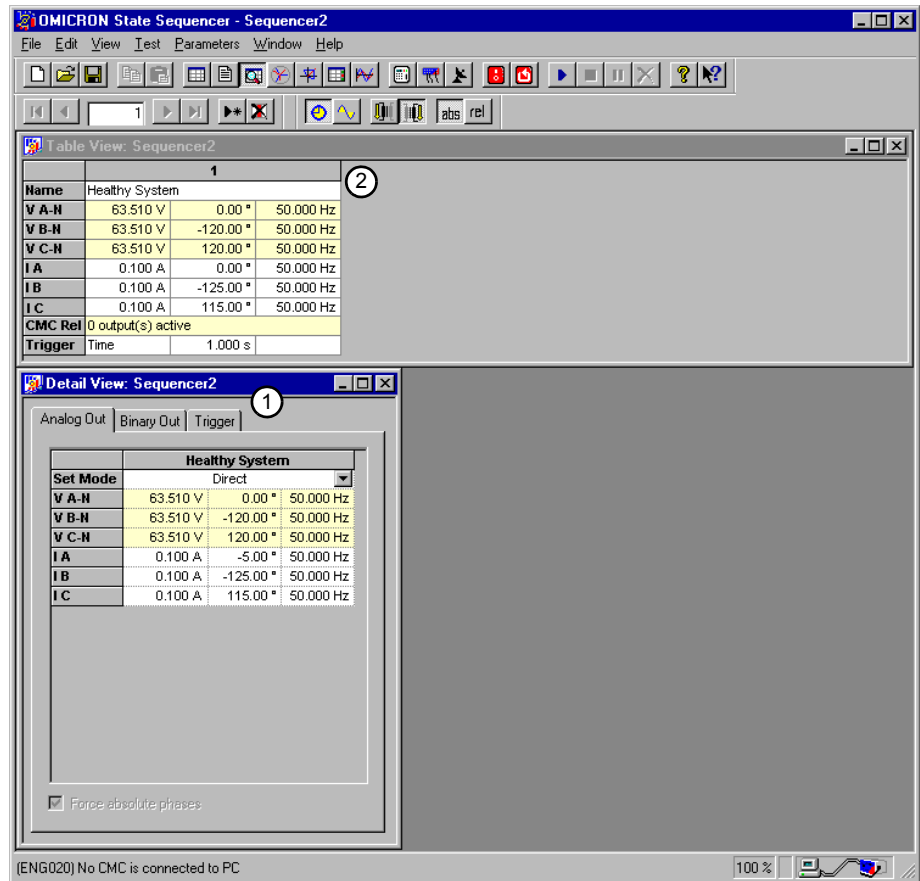 OMICRON State Sequencer - Sequencer2
File Edit View Test Parameters Window Help
1 abs rel
Table View: Sequencer2
1
2
Name Healthy System
V A-N 63.510 V 0.00 ° 50.000 Hz
V B-N 63.510 V -120.00 ° 50.000 Hz
V C-N 63.510 V 120.00 ° 50.000 Hz
I A 0.100 A 0.00 ° 50.000 Hz
I B 0.100 A -125.00 ° 50.000 Hz
I C 0.100 A 115.00 ° 50.000 Hz
CMC Rel 0 output(s) active
Trigger Time 1.000 s
Detail View: Sequencer2
1
Analog Out Binary Out Trigger
Healthy System
Set Mode Direct
V A-N 63.510 V 0.00 ° 50.000 Hz
V B-N 63.510 V -120.00 ° 50.000 Hz
V C-N 63.510 V 120.00 ° 50.000 Hz
I A 0.100 A -5.00 ° 50.000 Hz
I B 0.100 A -125.00 ° 50.000 Hz
I C 0.100 A 115.00 ° 50.000 Hz
Force absolute phases
(ENG020) No CMC is connected to PC 100 %